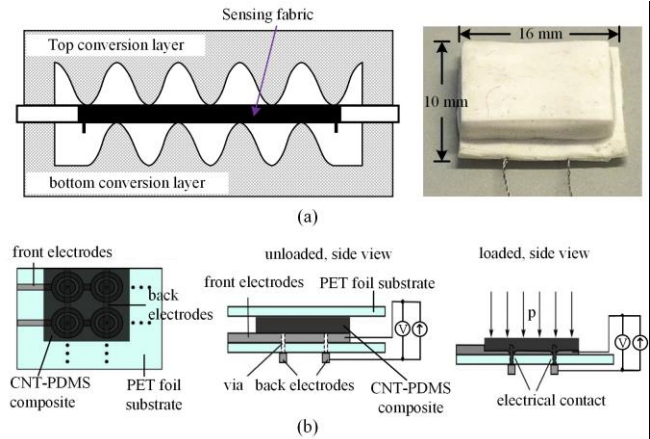 Sensing fabric
Top conversion layer
bottom conversion layer
16 mm
10 mm
(a)
front electrodes
back
electrodes
CNT-PDMS
composite
PET foil
substrate
unloaded, side view
front electrodes
PET foil substrate
V
via
back electrodes
CNT-PDMS
composite
loaded, side view
p
V
electrical contact
(b)